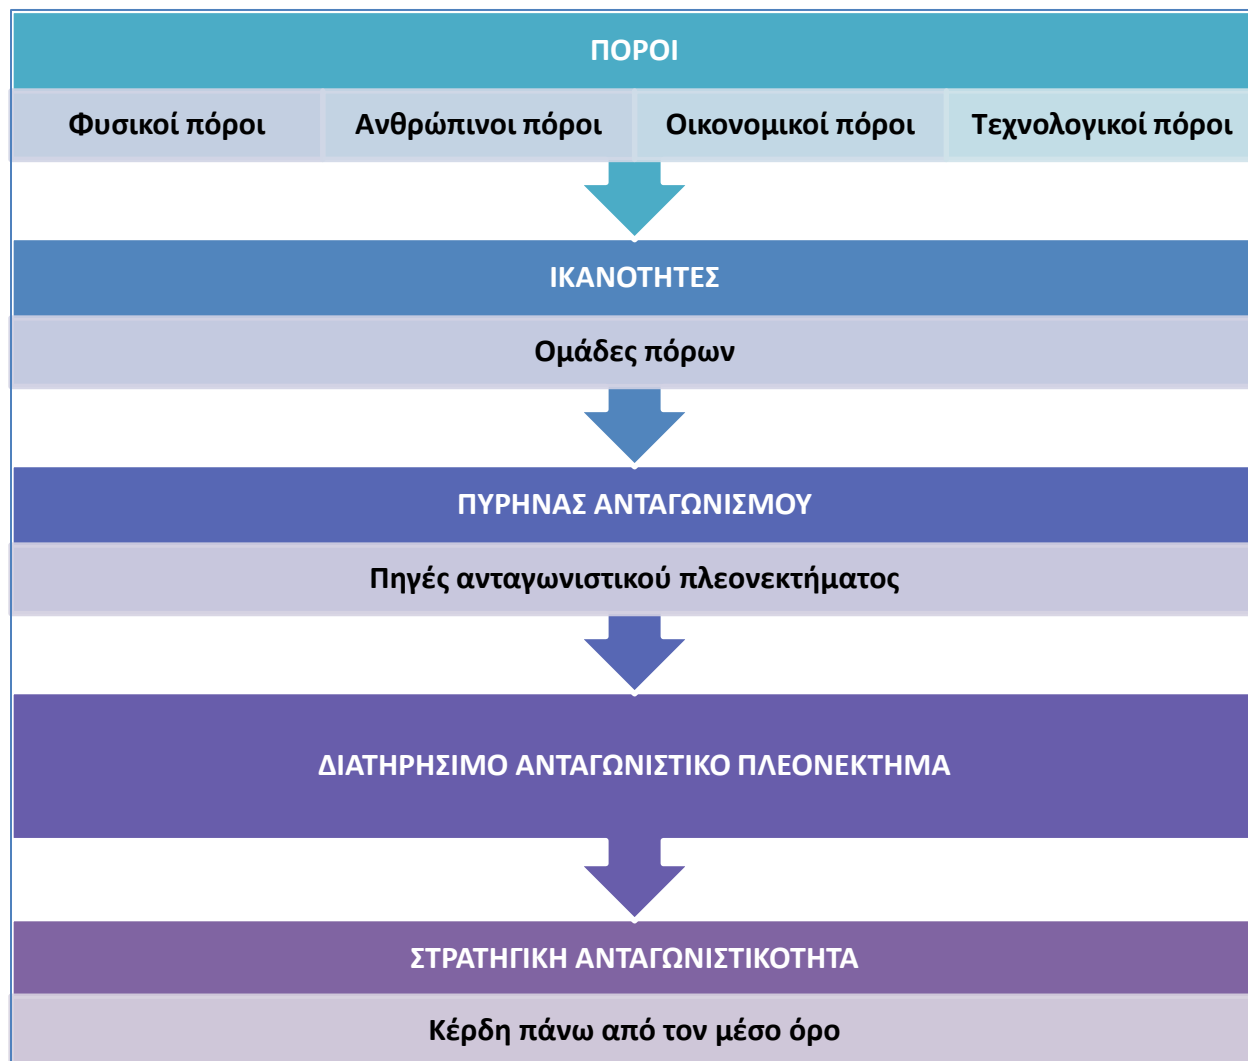 ΠΟΡΟΙ
Φυσικοί πόροι Ανθρώπινοι πόροι Οικονομικοί πόροι Τεχνολογικοί πόροι
ΙΚΑΝΟΤΗΤΕΣ
Ομάδες πόρων
ΠΥΡΗΝΑΣ ΑΝΤΑΓΩΝΙΣΜΟΥ
Πηγές ανταγωνιστικού πλεονεκτήματος
ΔΙΑΤΗΡΗΣΙΜΟ ΑΝΤΑΓΩΝΙΣΤΙΚΟ ΠΛΕΟΝΕΚΤΗΜΑ
ΣΤΡΑΤΗΓΙΚΗ ΑΝΤΑΓΩΝΙΣΤΙΚΟΤΗΤΑ
Κέρδη πάνω από τον μέσο όρο